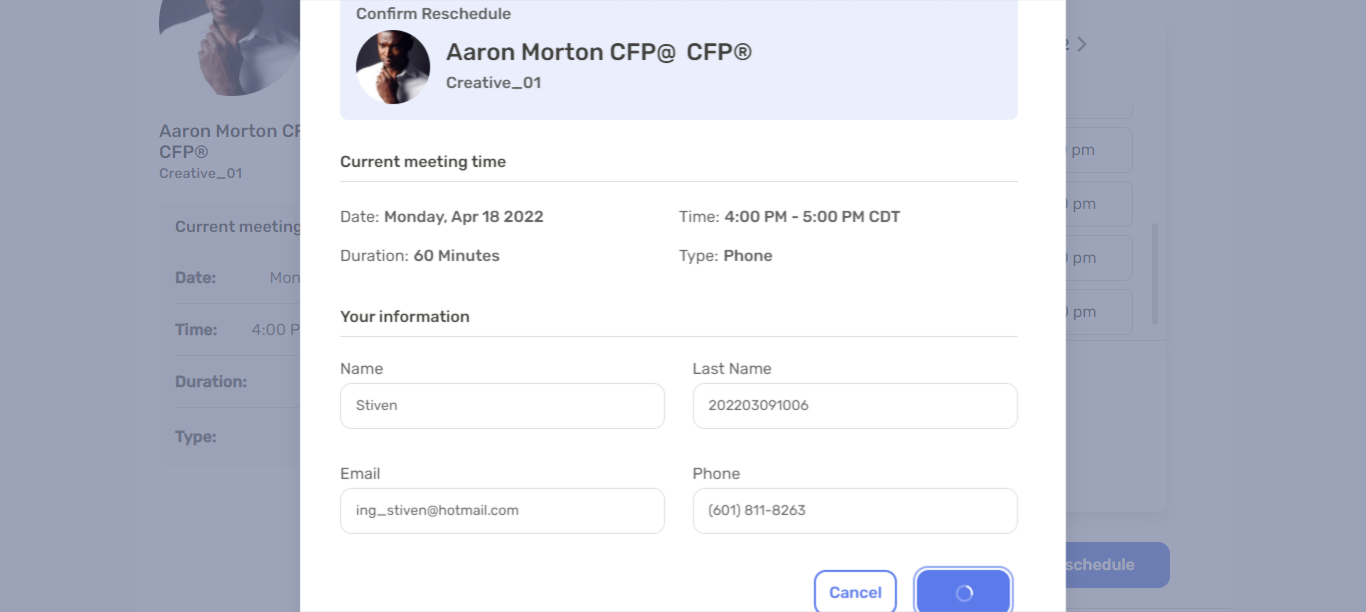 Confirm Reschedule
Aaron Morton CFP@ CFP®
Creative_01
Current meeting time
Date: Monday, Apr 18 2022
Time: 4:00 PM - 5:00 PM CDT
Duration: 60 Minutes
Type: Phone
Your information
Name
Last Name
Stiven
202203091006
Email
Phone
ing_stiven@hotmail.com
(601) 811-8263
Cancel
Aaron Morton CF
CFP®
Creative_01
Current meeting
Date: Mon
Time: 4:00 P
Duration:
Type:
2
pm
pm
pm
pm
schedule